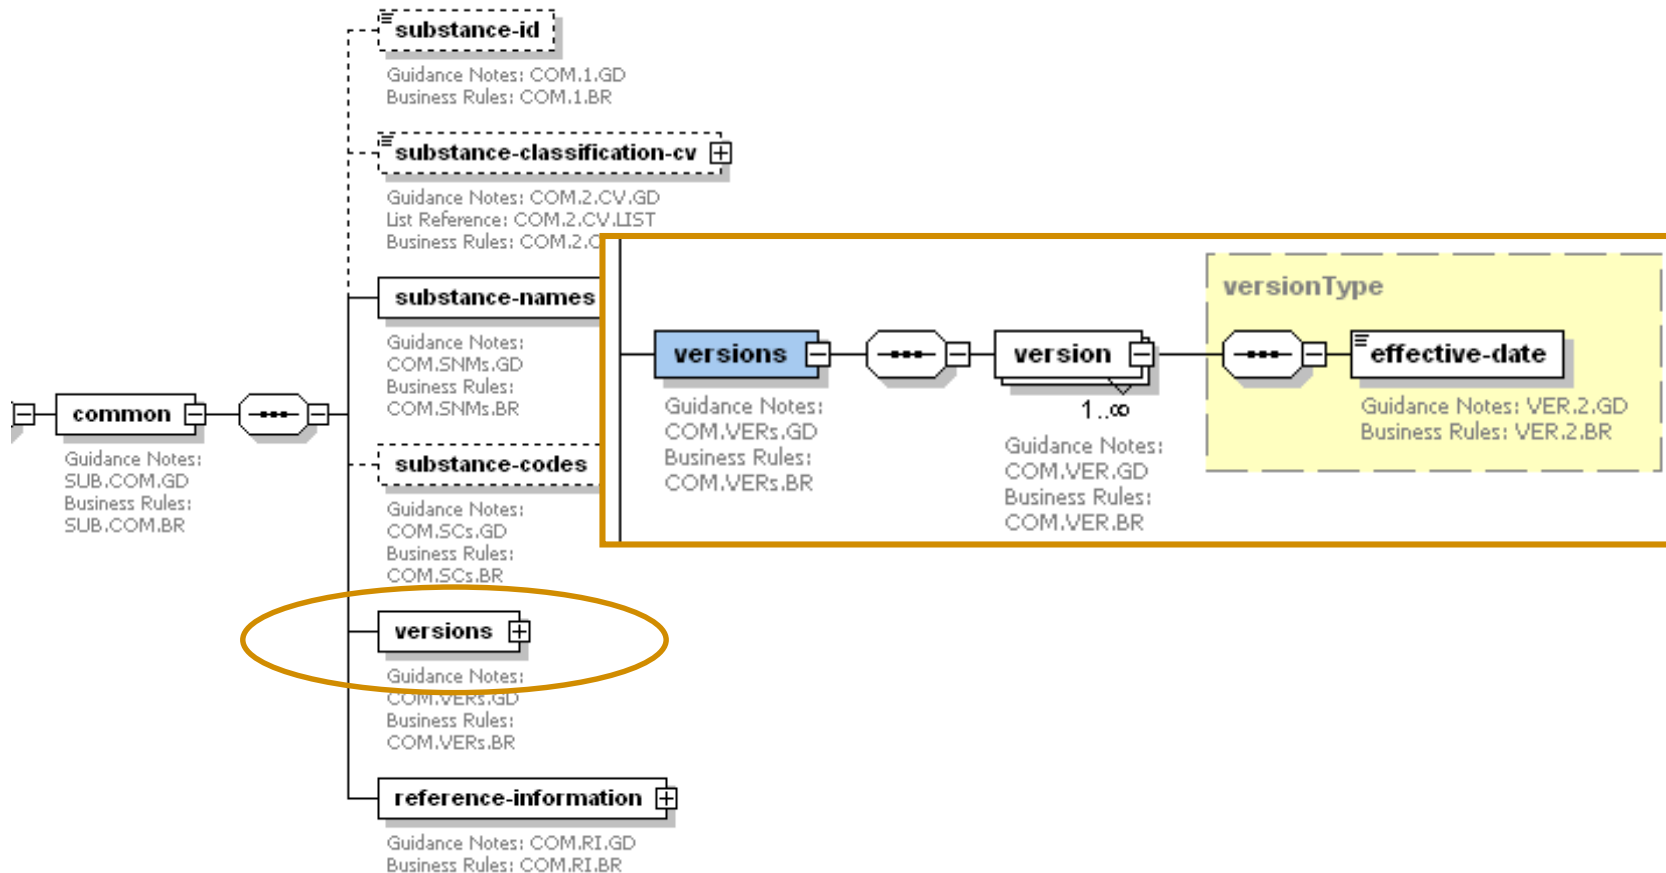 substance-id
Guidance Notes: COM.1.GD
Business Rules: COM.1.BR
substance-classification-cv
Guidance Notes: COM.2.CV.GD
List Reference: COM.2.CV.LIST
Business Rules: COM.2.C
substance-names
Guidance Notes:
COM.SNMs.GD
Business Rules:
COM.SNMs.BR
common
Guidance Notes:
SUB.COM.GD
Business Rules:
SUB.COM.BR
substance-codes
Guidance Notes:
COM.SCs.GD
Business Rules:
COM.SCs.BR
versions
Guidance Notes:
COM.VERs.GD
Business Rules:
COM.VERs.BR
reference-information
Guidance Notes: COM.RI.GD
Business Rules: COM.RI.BR
versions
Guidance Notes:
COM.VERs.GD
Business Rules:
COM.VERs.BR
version
1..∞
Guidance Notes:
COM.VER.GD
Business Rules:
COM.VER.BR
versionType
effective-date
Guidance Notes: VER.2.GD
Business Rules: VER.2.BR